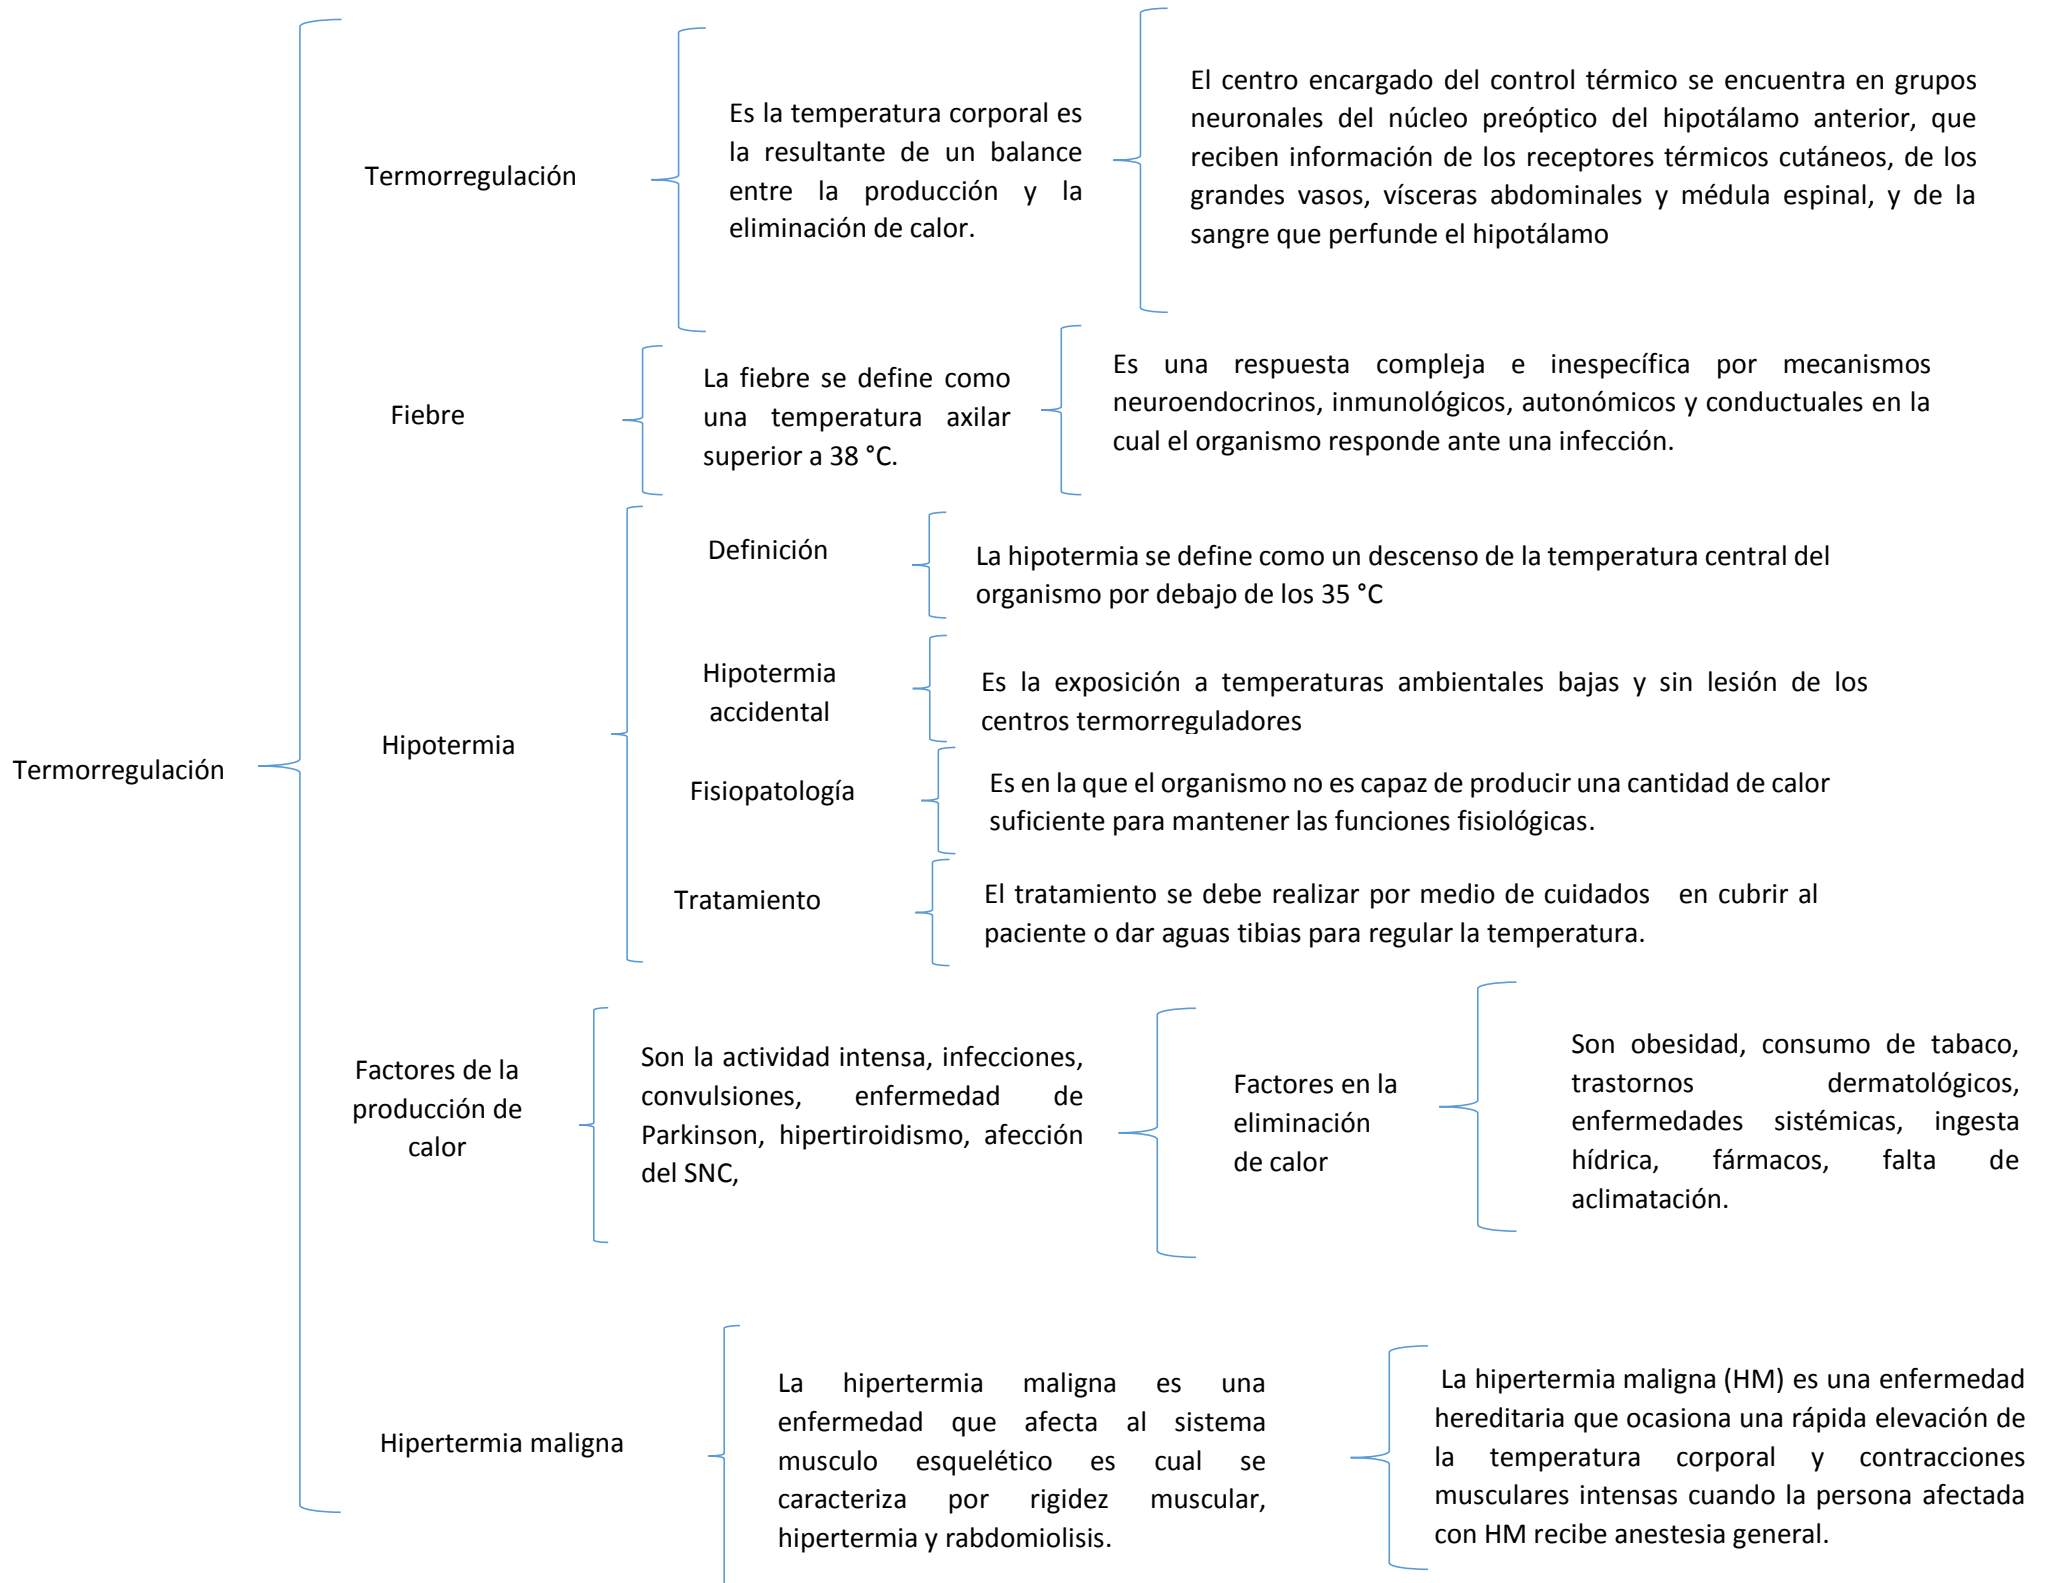 Termorregulación
Termorregulación
Es la temperatura corporal es
la resultante de un balance
entre la producción y la
eliminación de calor.
El centro encargado del control térmico se encuentra en grupos
neuronales del núcleo preóptico del hipotálamo anterior, que
reciben información de los receptores térmicos cutáneos, de los
grandes vasos, vísceras abdominales y médula espinal, y de la
sangre que perfunde el hipotálamo
Fiebre
La fiebre se define como
una temperatura axilar
superior a 38 °C.
Es una respuesta compleja e inespecífica por mecanismos
neuroendocrinos, inmunológicos, autonómicos y conductuales en la
cual el organismo responde ante una infección.
Hipotermia
Definición
La hipotermia se define como un descenso de la temperatura central del
organismo por debajo de los 35 °C
Hipotermia
accidental
Es la exposición a temperaturas ambientales bajas y sin lesión de los
centros termorreguladores
Fisiopatología
Es en la que el organismo no es capaz de producir una cantidad de calor
suficiente para mantener las funciones fisiológicas.
Tratamiento
El tratamiento se debe realizar por medio de cuidados en cubrir al
paciente o dar aguas tibias para regular la temperatura.
Factores de la
producción de
calor
Son la actividad intensa, infecciones,
convulsiones, enfermedad de
Parkinson, hipertiroidismo, afección
del SNC,
Factores en la
eliminación
de calor
Son obesidad, consumo de tabaco,
trastornos dermatológicos,
enfermedades sistémicas, ingesta
hídrica, fármacos, falta de
aclimatación.
Hipertermia maligna
La hipertermia maligna es una
enfermedad que afecta al sistema
musculo esquelético es cual se
caracteriza por rigidez muscular,
hipertermia y rabdomiolisis.
La hipertermia maligna (HM) es una enfermedad
hereditaria que ocasiona una rápida elevación de
la temperatura corporal y contracciones
musculares intensas cuando la persona afectada
con HM recibe anestesia general.